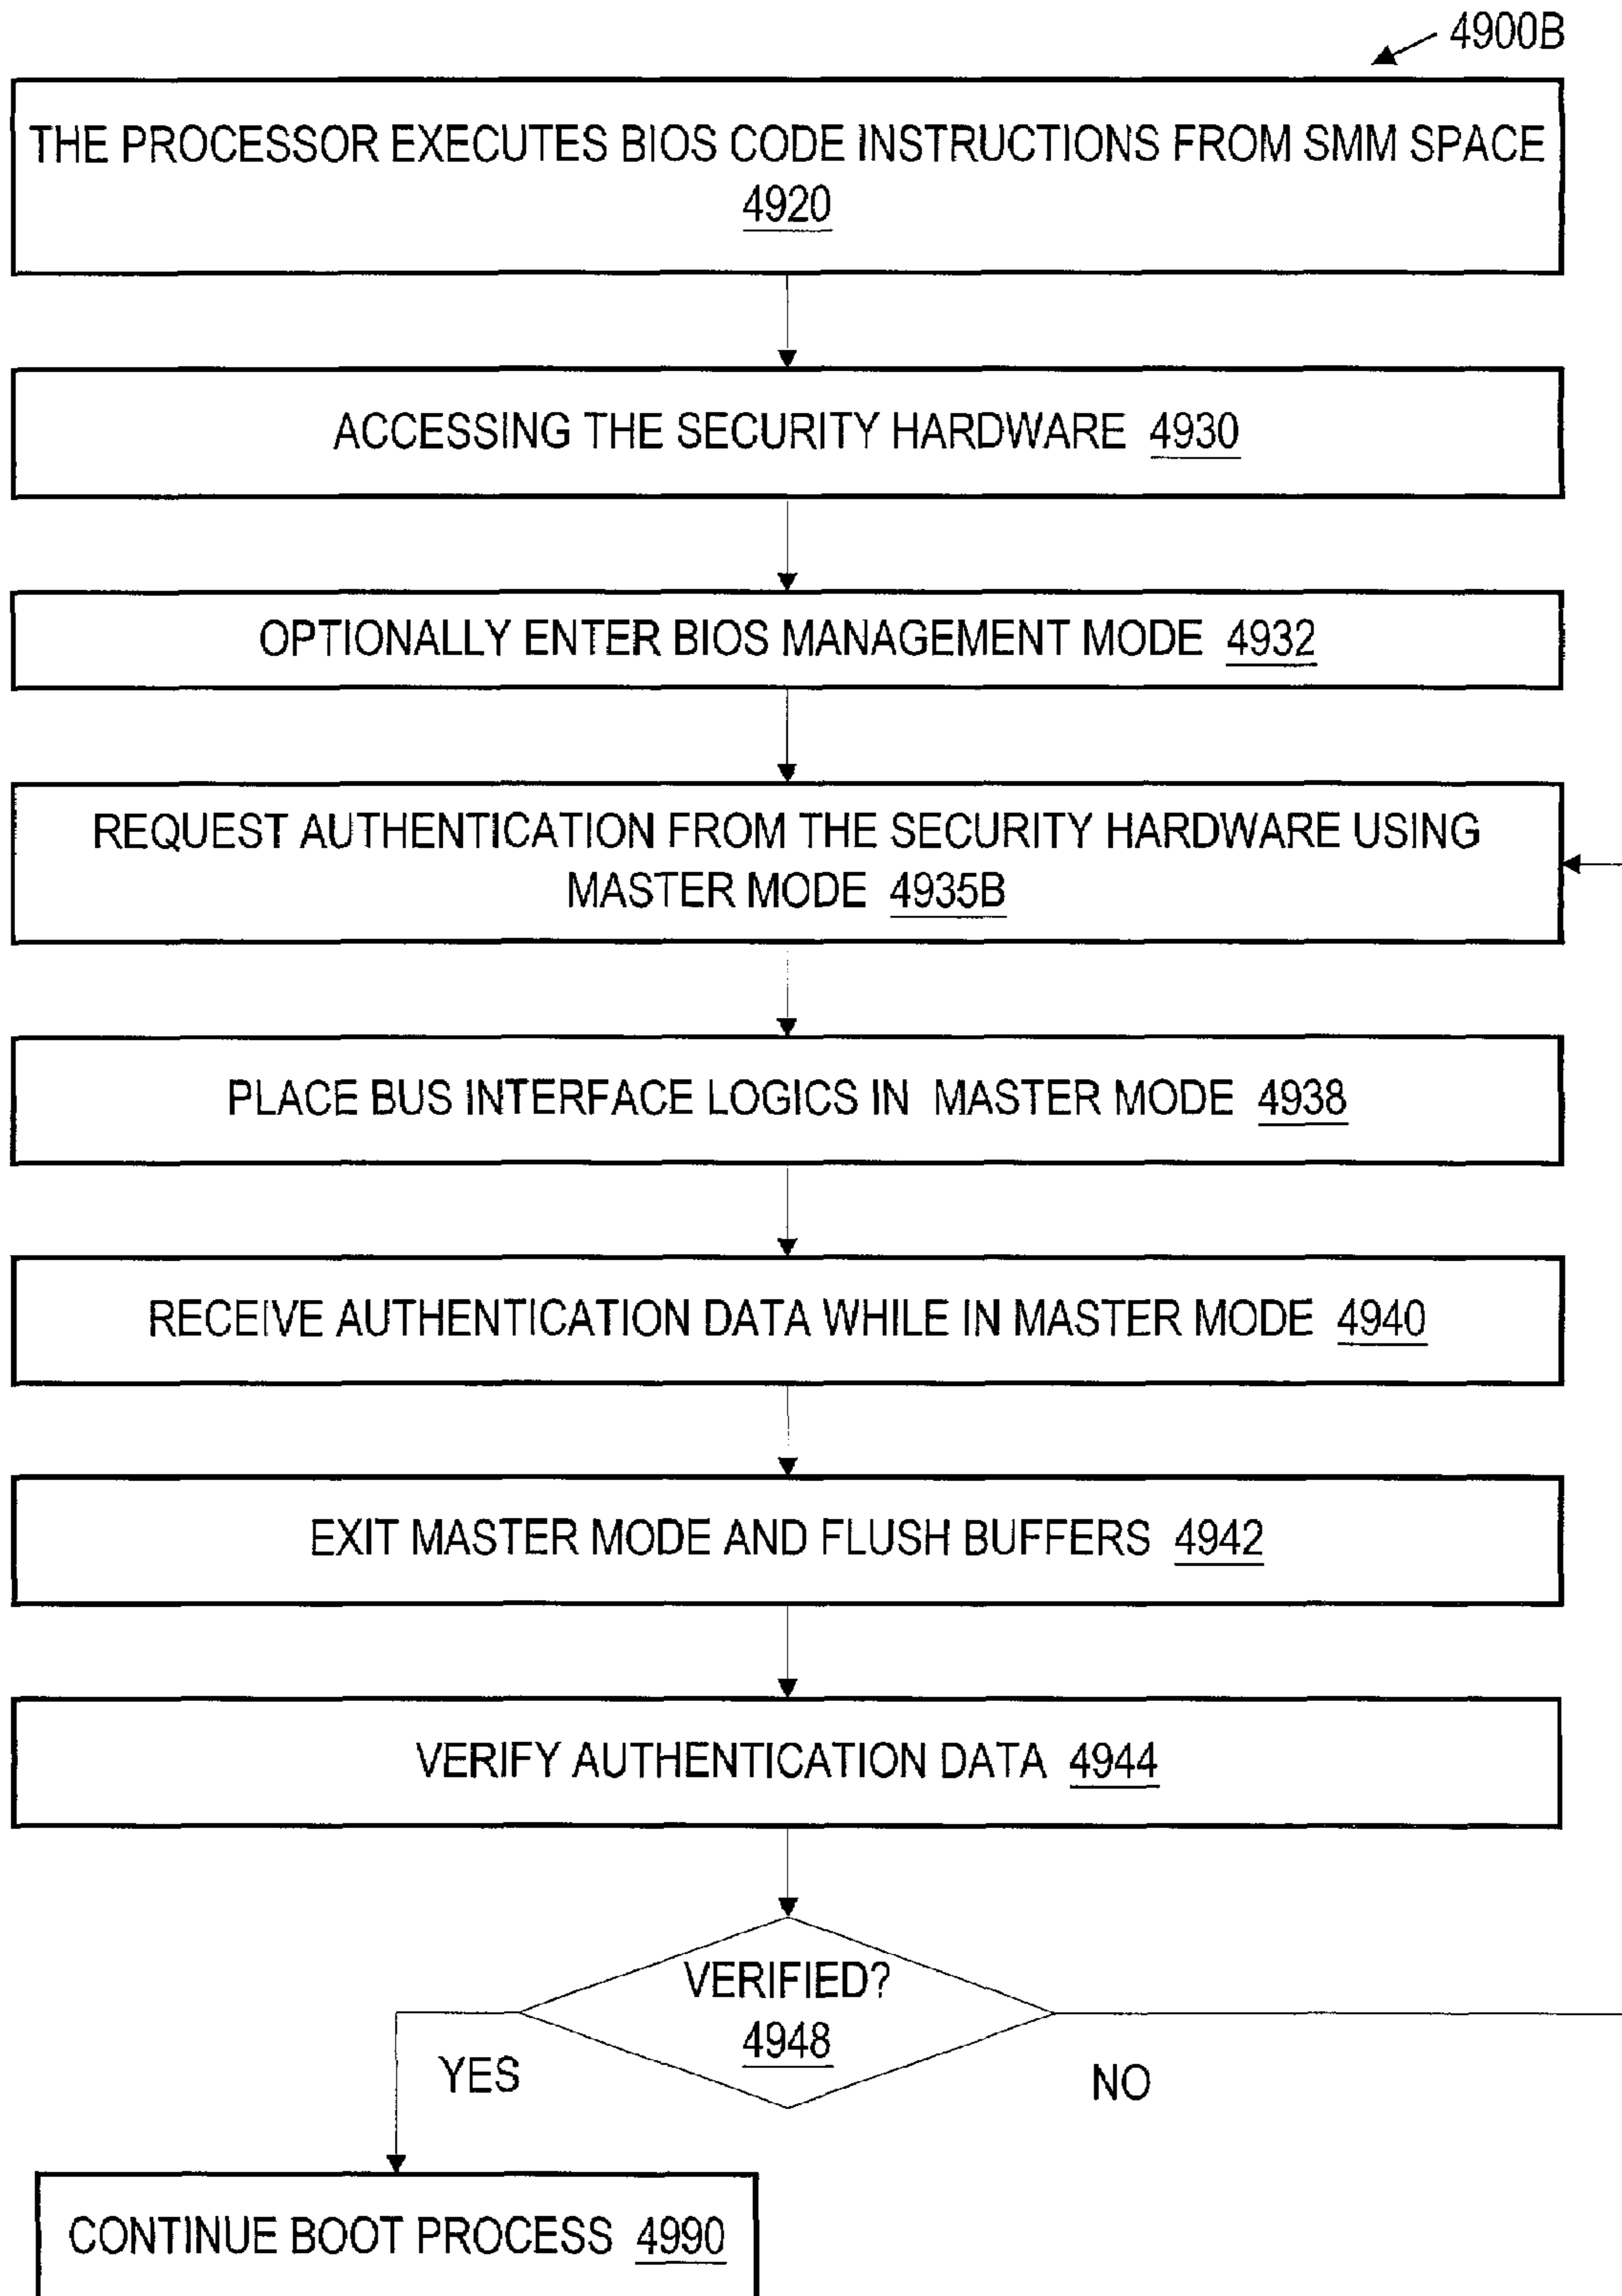 4900B
THE PROCESSOR EXECUTES BIOS CODE INSTRUCTIONS FROM SMM SPACE
4920
ACCESSING THE SECURITY HARDWARE 4930
OPTIONALLY ENTER BIOS MANAGEMENT MODE 4932
REQUEST AUTHENTICATION FROM THE SECURITY HARDWARE USING
MASTER MODE 4935B
PLACE BUS INTERFACE LOGICS IN MASTER MODE 4938
RECEIVE AUTHENTICATION DATA WHILE IN MASTER MODE 4940
EXIT MASTER MODE AND FLUSH BUFFERS 4942
VERIFY AUTHENTICATION DATA 4944
VERIFIED?
4948
YES
NO
CONTINUE BOOT PROCESS 4990